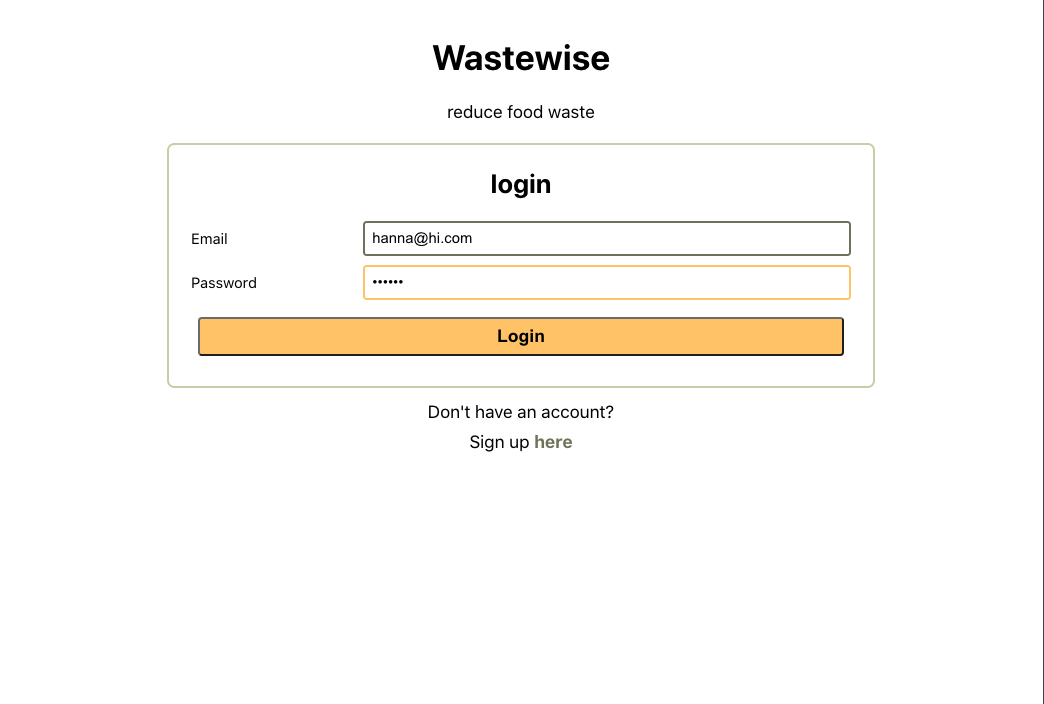 Wastewise
reduce food waste
login
Email
hanna@hi.com
Password
••••••
Login
Don't have an account?
Sign up here